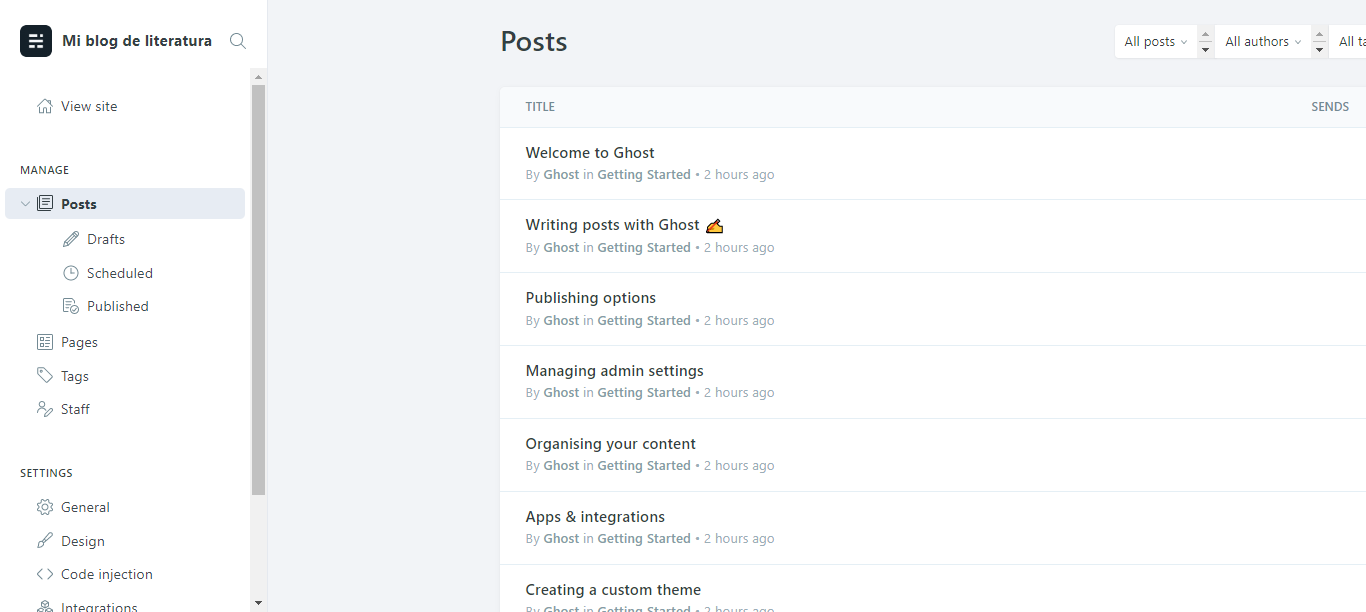 Mi blog de literatura
View site
MANAGE
Posts
Drafts
Scheduled
Published
Pages
Tags
Staff
SETTINGS
General
Design
Code injection
Integrations
Posts
All posts
All authors
All ta
TITLE
SENDS
Welcome to Ghost
By Ghost in Getting Started • 2 hours ago
Writing posts with Ghost ✍
By Ghost in Getting Started • 2 hours ago
Publishing options
By Ghost in Getting Started • 2 hours ago
Managing admin settings
By Ghost in Getting Started • 2 hours ago
Organising your content
By Ghost in Getting Started • 2 hours ago
Apps & integrations
By Ghost in Getting Started • 2 hours ago
Creating a custom theme
By Ghost in Getting Started • 2 hours ago